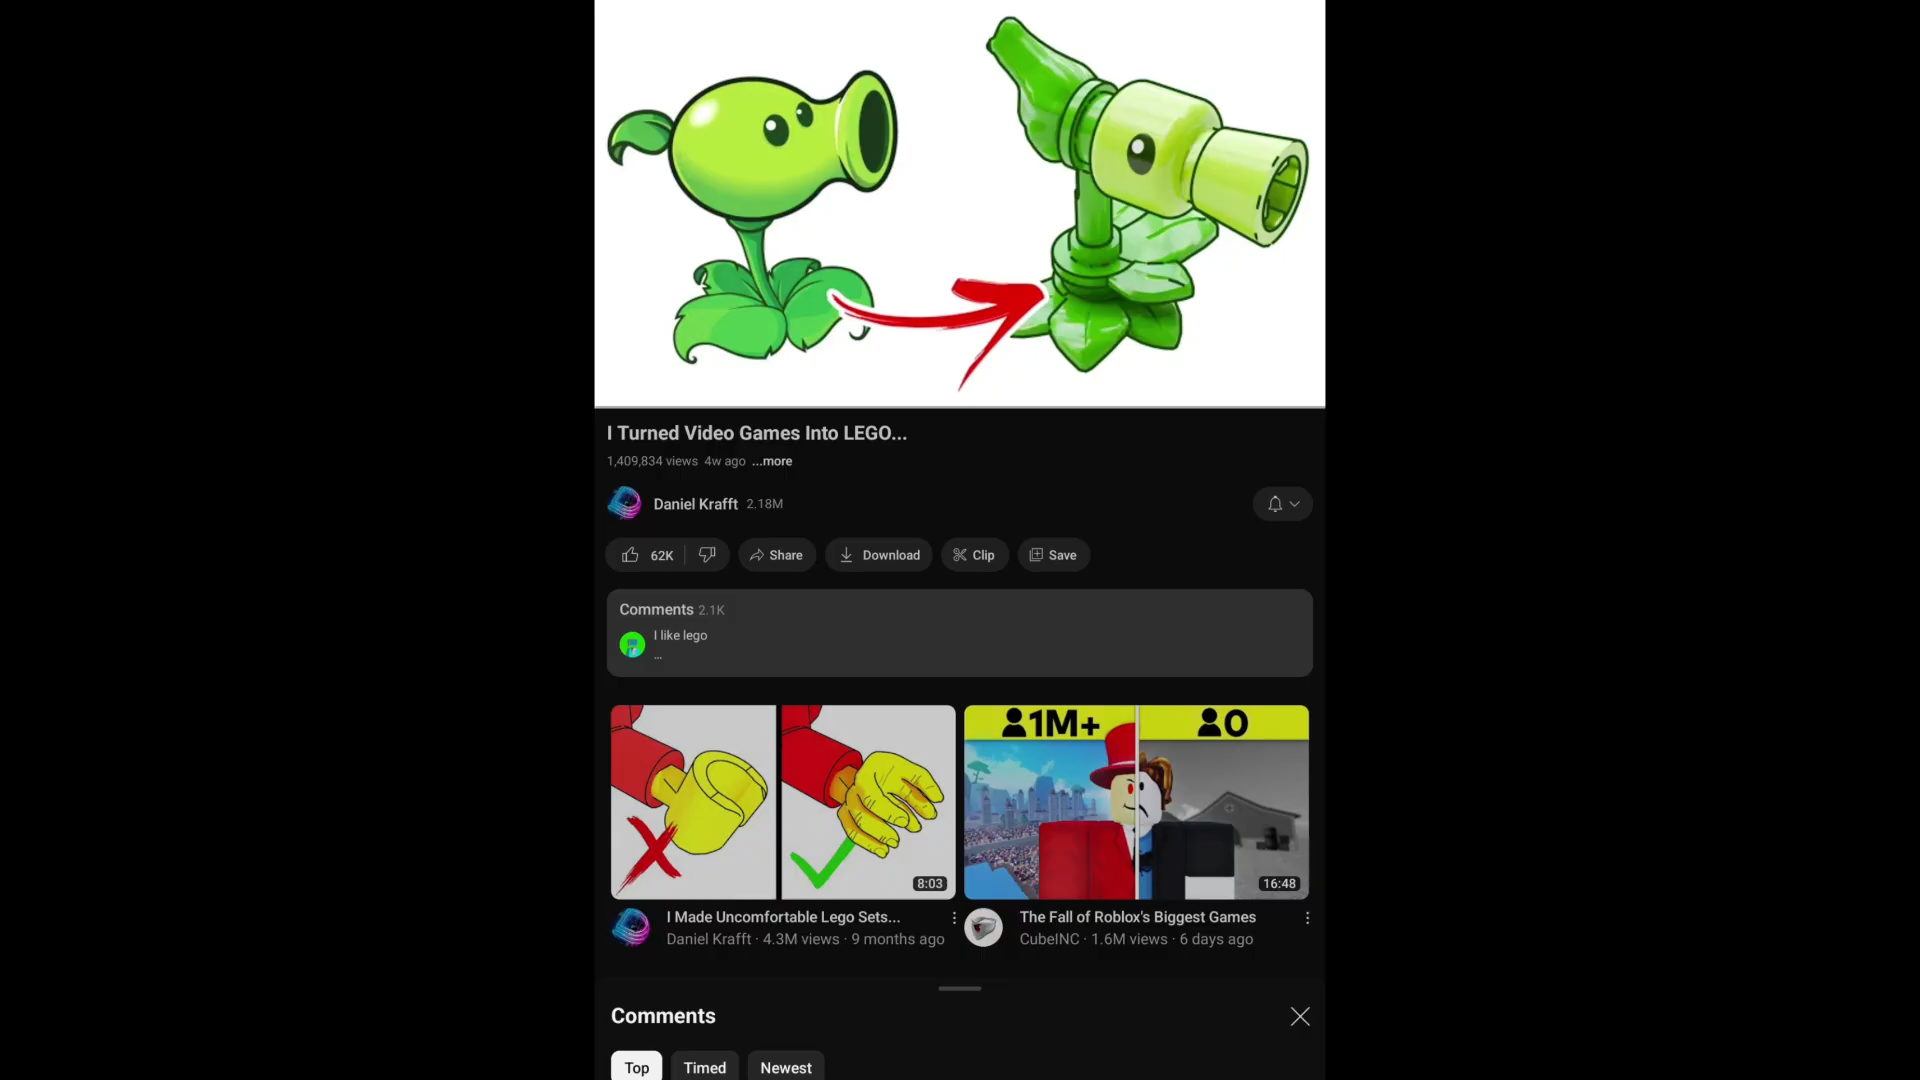 I Turned Video Games Into LEGO...
1,409,834 views 4w ago ...more
Daniel Krafft 2.18M
62K Share Download Clip Save
Comments 2.1K
I like lego
...
1M+ 0
8:03 16:48
I Made Uncomfortable Lego Sets...
Daniel Krafft · 4.3M views · 9 months ago
The Fall of Roblox's Biggest Games
CubeINC · 1.6M views · 6 days ago
Comments
Top Timed Newest